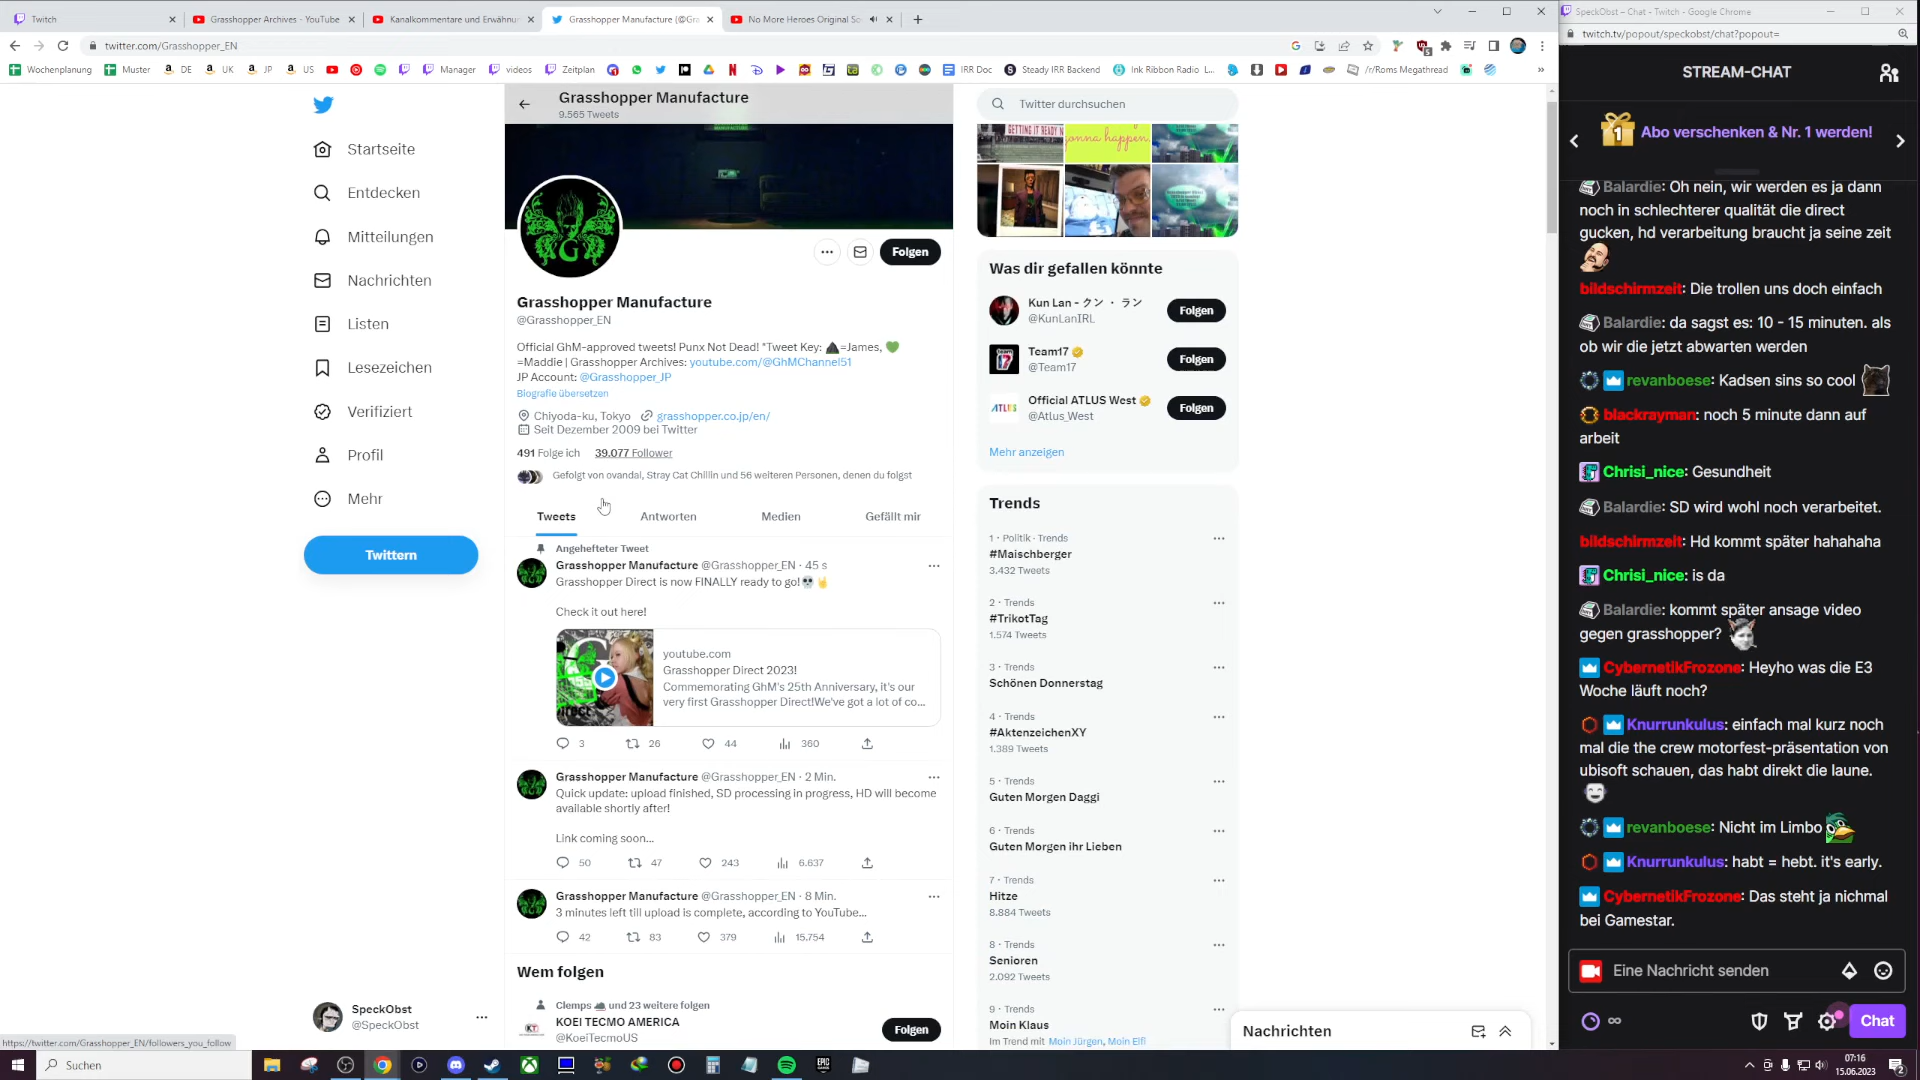 Twitch
Grasshopper Archives - YouTube
Kanalkommentare und Erwähnun
Grasshopper Manufacture (@Gra
No More Heroes Original So
SpeckObst – Chat - Twitch - Google Chrome
twitter.com/Grasshopper_EN
twitch.tv/popout/speckobst/chat?popout=
Wochenplanung
Muster
DE
UK
JP
US
Manager
videos
Zeitplan
IRR Doc
Steady IRR Backend
Ink Ribbon Radio L...
/r/Roms Megathread
Startseite
Entdecken
Mitteilungen
Nachrichten
Listen
Lesezeichen
Verifiziert
Profil
Mehr
Twittern
SpeckObst
@SpeckObst
https://twitter.com/Grasshopper_EN/followers_you_follow
Grasshopper Manufacture
9.565 Tweets
Folgen
Grasshopper Manufacture
@Grasshopper_EN
Official GhM-approved tweets! Punx Not Dead! *Tweet Key: =James, 💚
=Maddie | Grasshopper Archives: youtube.com/@GhMChannel51
JP Account: @Grasshopper_JP
Biografie übersetzen
Chiyoda-ku, Tokyo grasshopper.co.jp/en/
Seit Dezember 2009 bei Twitter
491 Folge ich 39.077 Follower
Gefolgt von ovandal, Stray Cat Chillin und 56 weiteren Personen, denen du folgst
Tweets
Antworten
Medien
Gefällt mir
Angehefteter Tweet
Grasshopper Manufacture @Grasshopper_EN · 45 s
Grasshopper Direct is now FINALLY ready to go!💀🤘
Check it out here!
youtube.com
Grasshopper Direct 2023!
Commemorating GhM's 25th Anniversary, it's our
very first Grasshopper Direct!We've got a lot of co...
3 26 44 360
Grasshopper Manufacture @Grasshopper_EN · 2 Min.
Quick update: upload finished, SD processing in progress, HD will become
available shortly after!
Link coming soon...
50 47 243 6.637
Grasshopper Manufacture @Grasshopper_EN · 8 Min.
3 minutes left till upload is complete, according to YouTube...
42 83 379 15.754
Wem folgen
Clemps und 23 weitere folgen
KOEI TECMO AMERICA
@KoeiTecmoUS
Folgen
Twitter durchsuchen
GETTING IT READY
gonna happen
Was dir gefallen könnte
Kun Lan - クン ・ ラン
@KunLanIRL
Folgen
Team17
@Team17
Folgen
ATLUS
Official ATLUS West
@Atlus_West
Folgen
Mehr anzeigen
Trends
1 · Politik · Trends
#Maischberger
3.432 Tweets
2 · Trends
#TrikotTag
1.574 Tweets
3 · Trends
Schönen Donnerstag
4 · Trends
#AktenzeichenXY
1.389 Tweets
5 · Trends
Guten Morgen Daggi
6 · Trends
Guten Morgen ihr Lieben
7 · Trends
Hitze
8.884 Tweets
8 · Trends
Senioren
2.092 Tweets
9 · Trends
Moin Klaus
Im Trend mit Moin Jürgen, Moin Elfi
Nachrichten
STREAM-CHAT
1 Abo verschenken & Nr. 1 werden!
Balardie: Oh nein, wir werden es ja dann
noch in schlechterer qualität die direct
gucken, hd verarbeitung braucht ja seine zeit
bildschirmzeit: Die trollen uns doch einfach
Balardie: da sagst es: 10 - 15 minuten. als
ob wir die jetzt abwarten werden
revanboese: Kadsen sins so cool
blackrayman: noch 5 minute dann auf
arbeit
Chrisi_nice: Gesundheit
Balardie: SD wird wohl noch verarbeitet.
bildschirmzeit: Hd kommt später hahahaha
Chrisi_nice: is da
Balardie: kommt später ansage video
gegen grasshopper?
CybernetikFrozone: Heyho was die E3
Woche läuft noch?
Knurrunkulus: einfach mal kurz noch
mal die the crew motorfest-präsentation von
ubisoft schauen, das habt direkt die laune.
revanboese: Nicht im Limbo
Knurrunkulus: habt = hebt. it's early.
CybernetikFrozone: Das steht ja nichmal
bei Gamestar.
Eine Nachricht senden
Chat
Suchen
07:16
15.06.2023